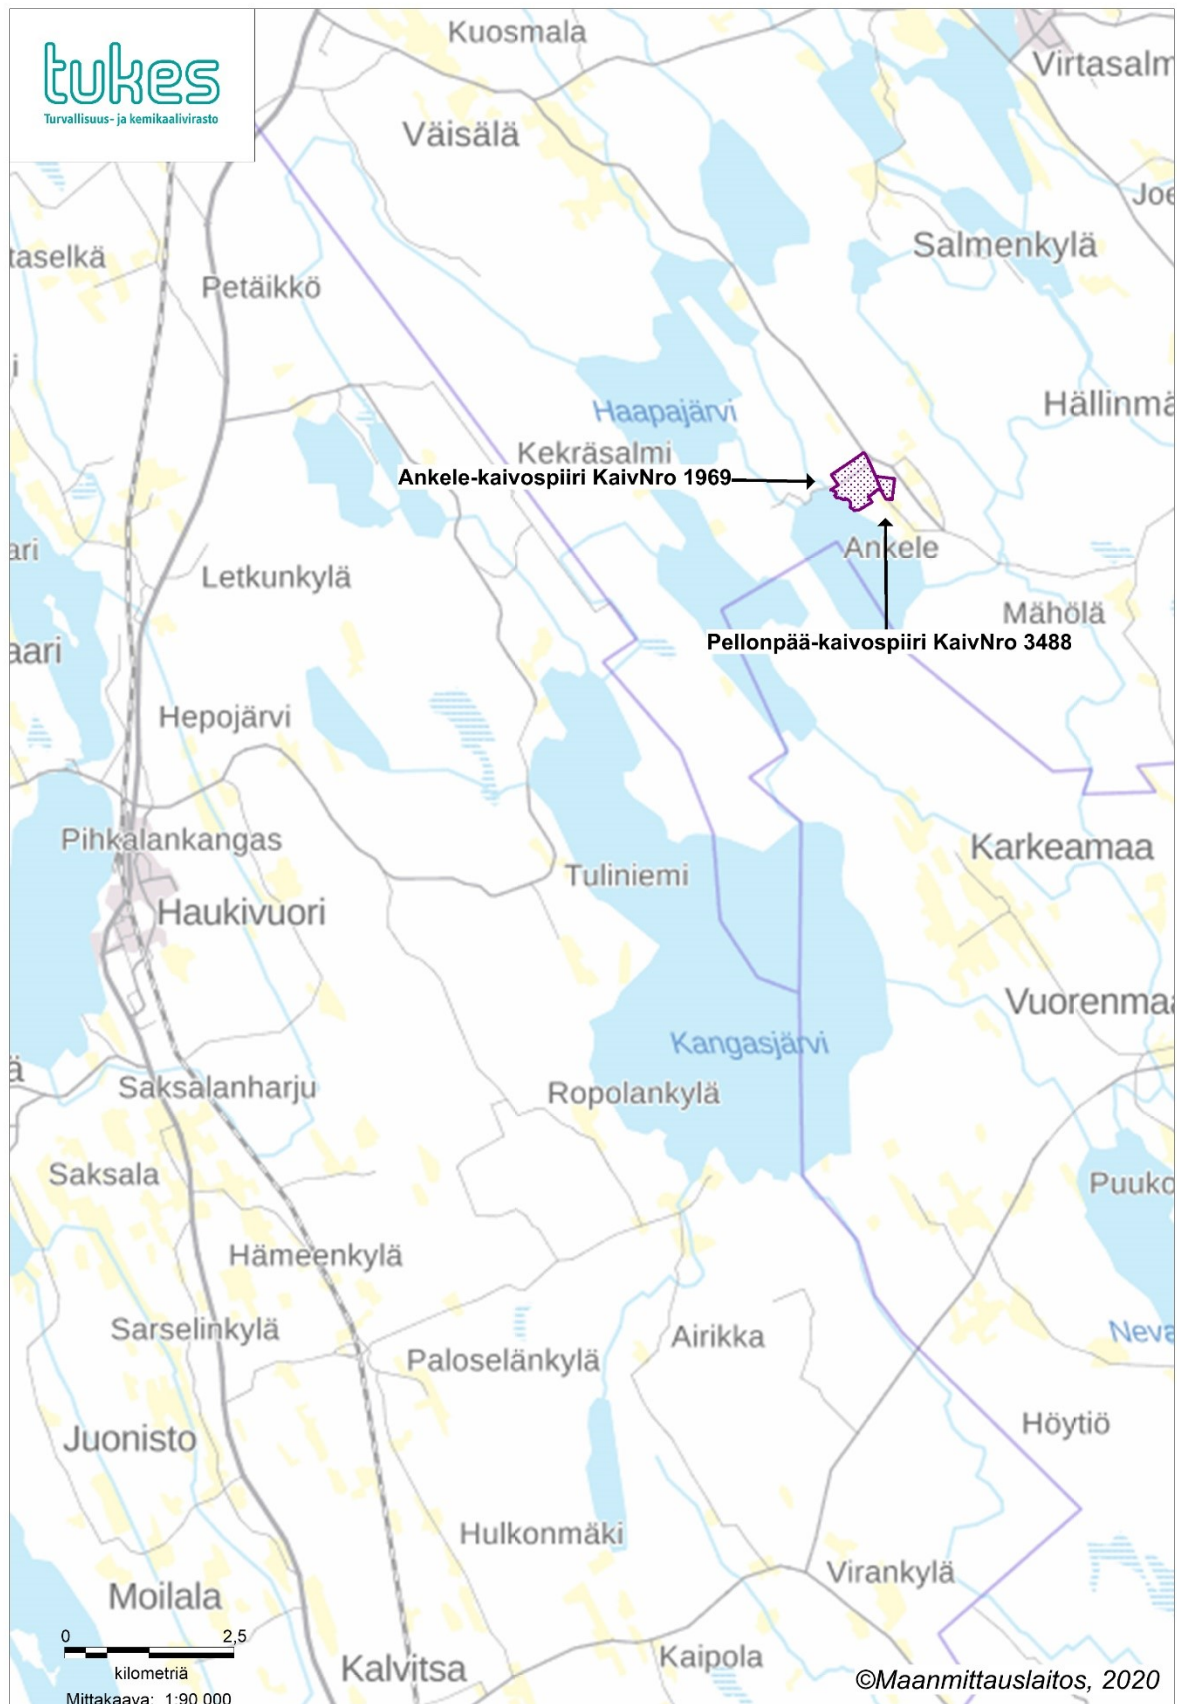 tukes
Turvallisuus- ja kemikaalivirasto
Kuosmala
Virtasalm
Väisälä
Joe
Salmenkylä
taselkä
Petäikkö
i
Haapajärvi
Hällinmä
Kekräsalmi
Ankele-kaivospiiri KaivNro 1969
ari
Ankele
Letkunkylä
Mähölä
aari
Pellonpää-kaivospiiri KaivNro 3488
Hepojärvi
Pihkalankangas
Karkeamaa
Tuliniemi
Haukivuori
Vuorenmaa
Kangasjärvi
ä
Saksalanharju
Ropolankylä
Saksala
Puuko
Hämeenkylä
Sarselinkylä
Airikka
Neva
Paloselänkylä
Juonisto
Höytiö
Hulkonmäki
Virankylä
Moilala
0 2,5
kilometriä
Kaipola
Kalvitsa
©Maanmittauslaitos, 2020
Mittakaava: 1:90 000